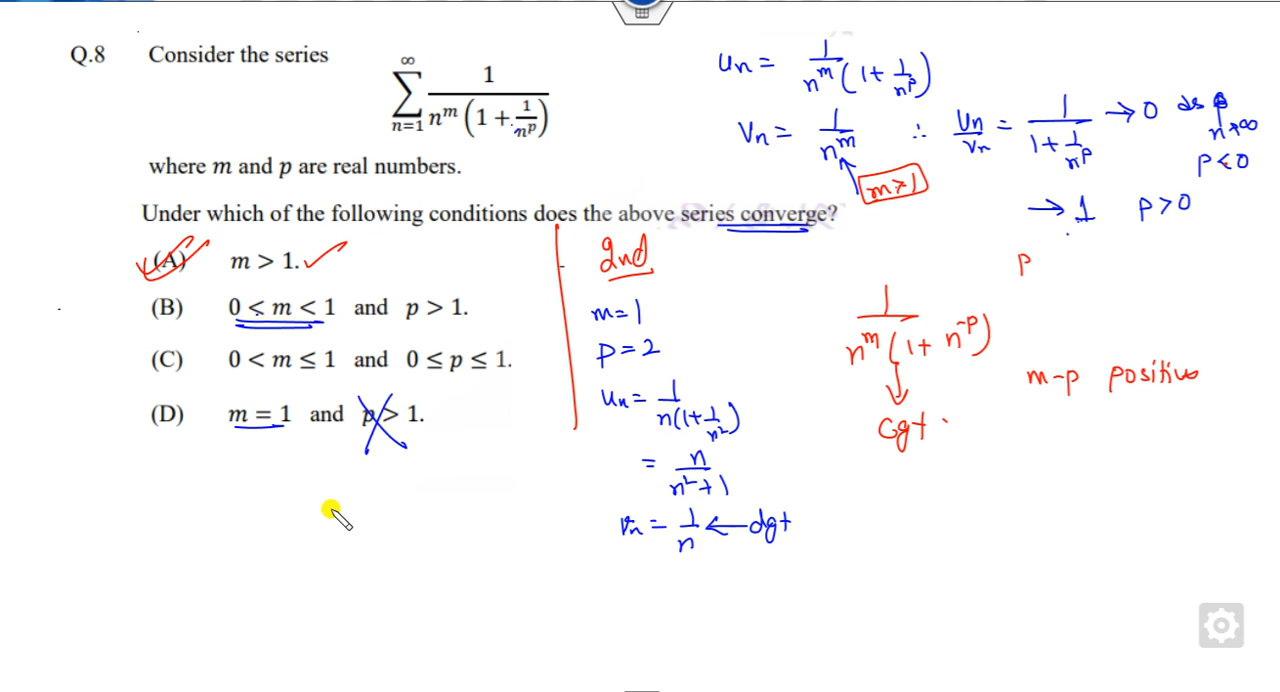 Q.8 Consider the series
∞
∑ 1 / (n^m (1 + 1/n^p))
n=1
where m and p are real numbers.
Under which of the following conditions does the above series converge?
(A) m > 1.
(B) 0 < m < 1 and p > 1.
(C) 0 < m ≤ 1 and 0 ≤ p ≤ 1.
(D) m = 1 and p > 1.
Un = 1 / (n^m (1 + 1/n^p))
Vn = 1/n^m ∴ Un/Vn = 1/(1 + 1/n^p) → 0 as
n→∞
p<0
m>1
→ 1 p>0
2nd
m=1
p=2
Un = 1/(n(1+1/n²))
= n/(n²+1)
Vn = 1/n ← dgt
p
1/(n^m (1 + n^-p))
↓
Cgt
m-p positive